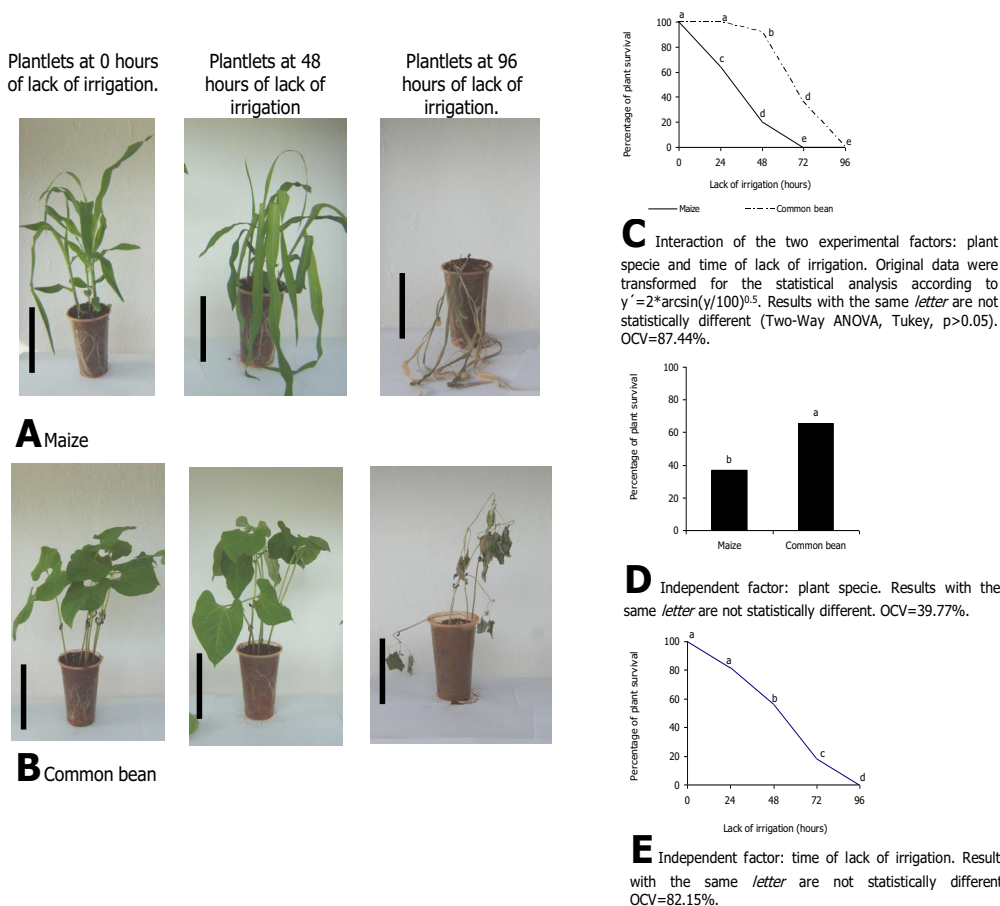 Plantlets at 0 hours
of lack of irrigation.
Plantlets at 48
hours of lack of
irrigation
Plantlets at 96
hours of lack of
irrigation.
A Maize
B Common bean
Percentage of plant survival
100
80
60
40
20
0
a
a
b
c
d
d
e
e
0 24 48 72 96
Lack of irrigation (hours)
Maize
Common bean
C Interaction of the two experimental factors: plant
specie and time of lack of irrigation. Original data were
transformed for the statistical analysis according to
y´=2*arcsin(y/100)0.5. Results with the same letter are not
statistically different (Two-Way ANOVA, Tukey, p>0.05).
OCV=87.44%.
Percentage of plant survival
100
80
60
40
20
0
b
a
Maize Common bean
D Independent factor: plant specie. Results with the
same letter are not statistically different. OCV=39.77%.
Percentage of plant survival
100
80
60
40
20
0
a
a
b
c
d
0 24 48 72 96
Lack of irrigation (hours)
E Independent factor: time of lack of irrigation. Result
with the same letter are not statistically different
OCV=82.15%.